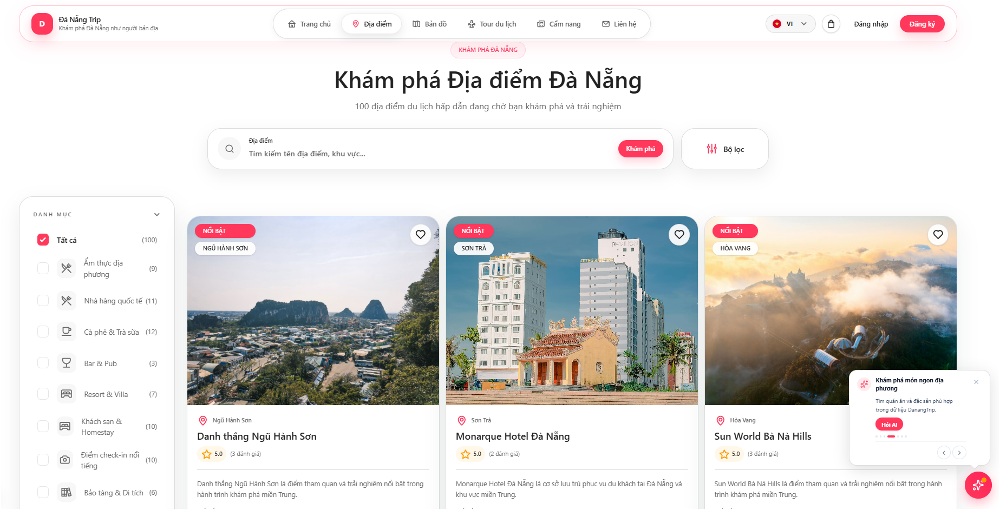 D
Đà Nẵng Trip
Khám phá Đà Nẵng như người bản địa
Trang chủ
Địa điểm
Bản đồ
Tour du lịch
Cẩm nang
Liên hệ
VI
Đăng nhập
Đăng ký
KHÁM PHÁ ĐÀ NẴNG
Khám phá Địa điểm Đà Nẵng
100 địa điểm du lịch hấp dẫn đang chờ bạn khám phá và trải nghiệm
Địa điểm
Tìm kiếm tên địa điểm, khu vực...
Khám phá
Bộ lọc
DANH MỤC
Tất cả (100)
Ẩm thực địa
phương
(9)
Nhà hàng quốc tế (11)
Cà phê & Trà sữa (12)
Bar & Pub (3)
Resort & Villa (7)
Khách sạn &
Homestay
(10)
Điểm check-in nổi
tiếng
(10)
Bảo tàng & Di tích (6)
NỔI BẬT
NGŨ HÀNH SƠN
Ngũ Hành Sơn
Danh thắng Ngũ Hành Sơn
5.0 (3 đánh giá)
Danh thắng Ngũ Hành Sơn là điểm tham quan và trải nghiệm nổi bật trong
hành trình khám phá miền Trung.
NỔI BẬT
SƠN TRÀ
Sơn Trà
Monarque Hotel Đà Nẵng
5.0 (2 đánh giá)
Monarque Hotel Đà Nẵng là cơ sở lưu trú phục vụ du khách tại Đà Nẵng và
khu vực miền Trung.
NỔI BẬT
HÒA VANG
Hòa Vang
Sun World Bà Nà Hills
5.0 (3 đánh giá)
Sun World Bà Nà Hills là điểm tham quan và trải nghiệm nổi bật trong hành
trình khám phá miền Trung.
Khám phá món ngon địa
phương
Tìm quán ăn và đặc sản phù hợp
trong dữ liệu DanangTrip.
Hỏi AI